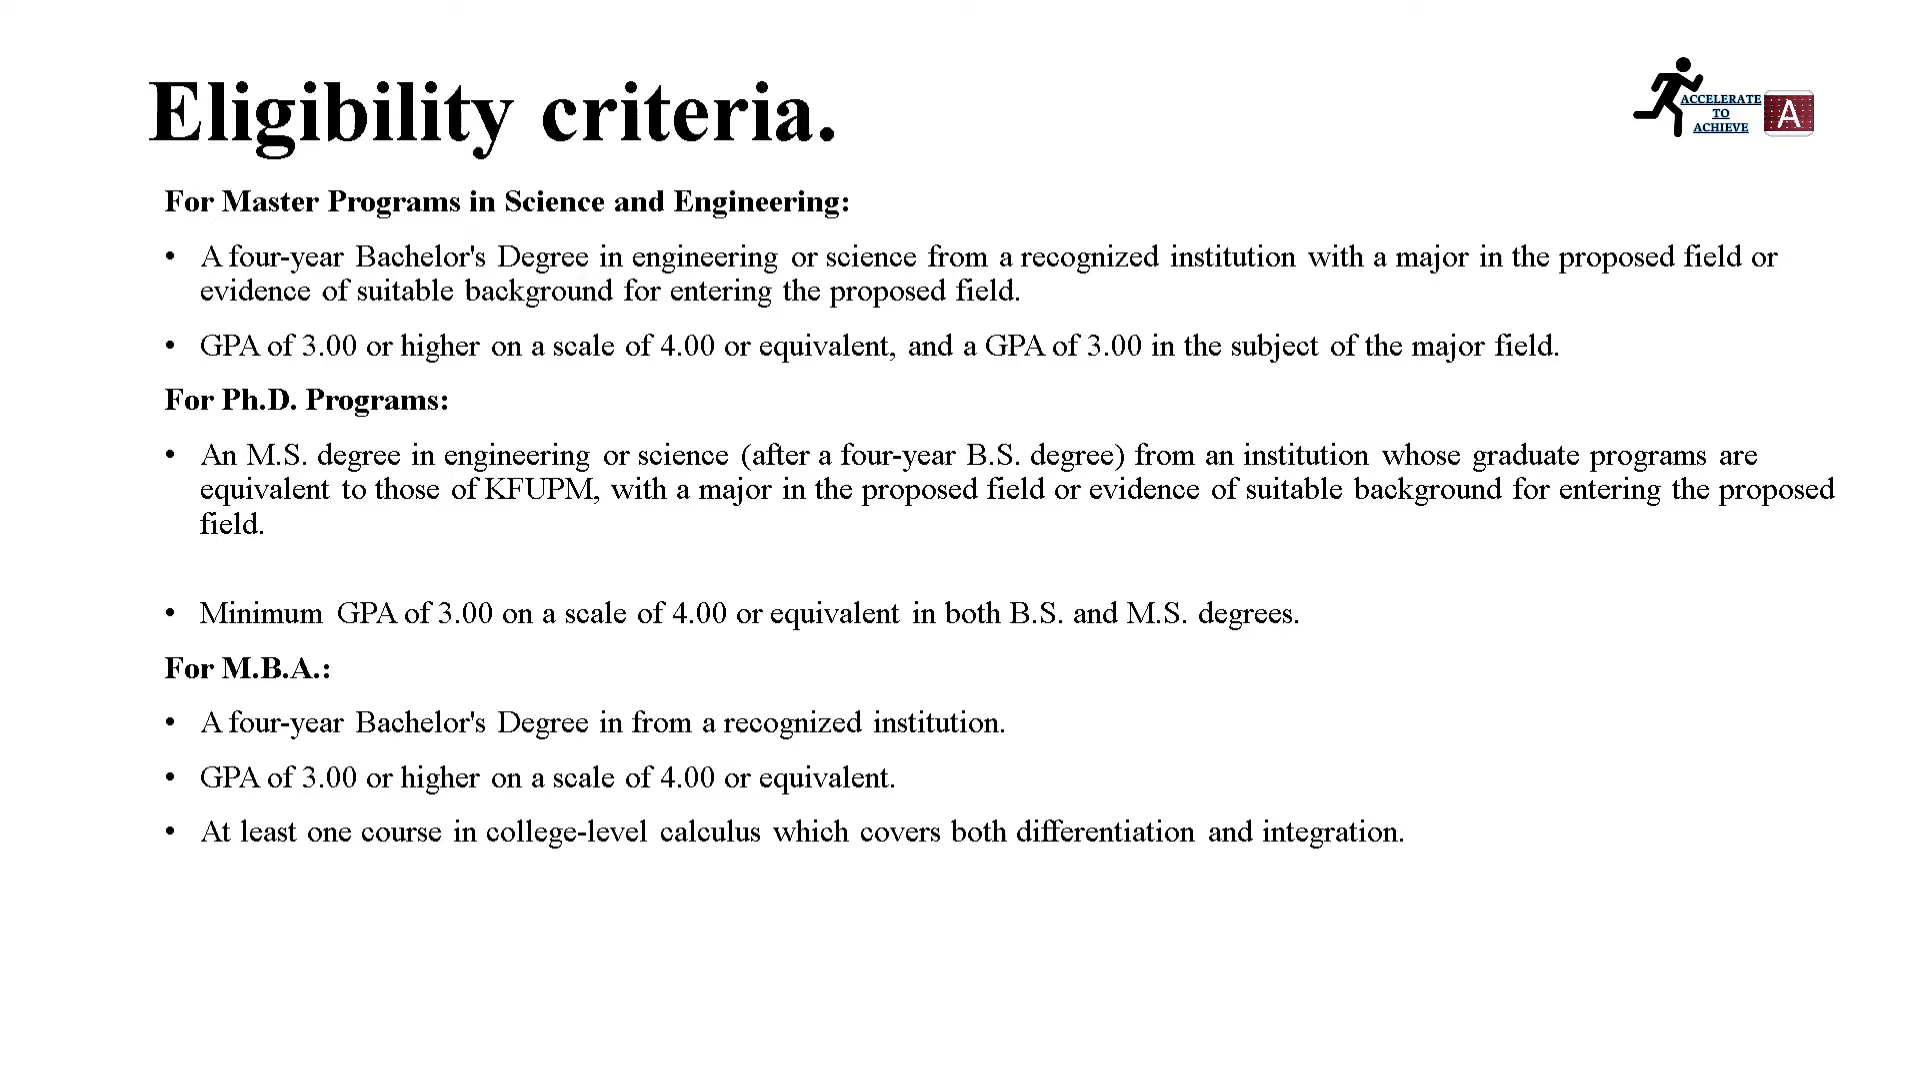 Eligibility criteria.
ACCELERATE
TO
ACHIEVE
A
For Master Programs in Science and Engineering:
• A four-year Bachelor's Degree in engineering or science from a recognized institution with a major in the proposed field or
evidence of suitable background for entering the proposed field.
• GPA of 3.00 or higher on a scale of 4.00 or equivalent, and a GPA of 3.00 in the subject of the major field.
For Ph.D. Programs:
• An M.S. degree in engineering or science (after a four-year B.S. degree) from an institution whose graduate programs are
equivalent to those of KFUPM, with a major in the proposed field or evidence of suitable background for entering the proposed
field.
• Minimum GPA of 3.00 on a scale of 4.00 or equivalent in both B.S. and M.S. degrees.
For M.B.A.:
• A four-year Bachelor's Degree in from a recognized institution.
• GPA of 3.00 or higher on a scale of 4.00 or equivalent.
• At least one course in college-level calculus which covers both differentiation and integration.